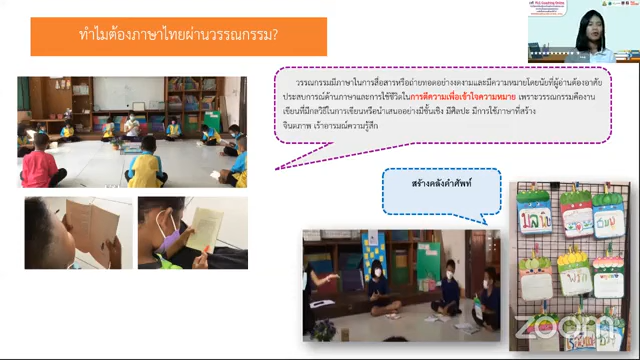 ทำไมต้องภาษาไทยผ่านวรรณกรรม?
วรรณกรรมมีภาษาในการสื่อสารหรือถ่ายทอดอย่างงดงามและมีความหมายโดยนัยที่ผู้อ่านต้องอาศัย
ประสบการณ์ด้านภาษาและการใช้ชีวิตในการตีความเพื่อเข้าใจความหมาย เพราะวรรณกรรมคืองาน
เขียนที่มีกลวิธีในการเขียนหรือนำเสนออย่างมีชั้นเชิง มีศิลปะ มีการใช้ภาษาที่สร้าง
จินตภาพ เร้าอารมณ์ความรู้สึก
สร้างคลังคำศัพท์
zoom